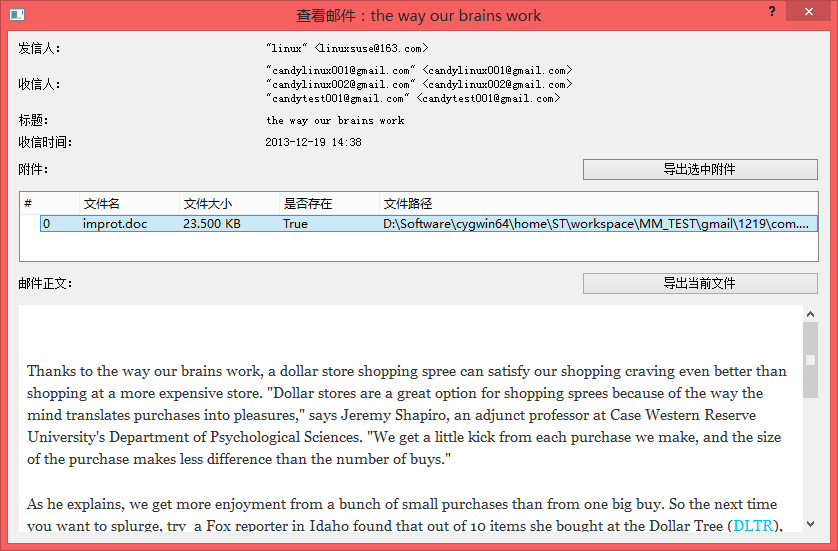 查看邮件：the way our brains work
?
发信人：
"linux" <linuxsuse@163.com>
收信人：
"candylinux001@gmail.com" <candylinux001@gmail.com>
"candylinux002@gmail.com" <candylinux002@gmail.com>
"candytest001@gmail.com" <candytest001@gmail.com>
标题：
the way our brains work
收信时间：
2013-12-19 14:38
附件：
导出选中附件
# 文件名 文件大小 是否存在 文件路径
0 improt.doc 23.500 KB True D:\Software\cygwin64\home\ST\workspace\MM_TEST\gmail\1219\com....
邮件正文：
导出当前文件
Thanks to the way our brains work, a dollar store shopping spree can satisfy our shopping craving even better than
shopping at a more expensive store. "Dollar stores are a great option for shopping sprees because of the way the
mind translates purchases into pleasures," says Jeremy Shapiro, an adjunct professor at Case Western Reserve
University's Department of Psychological Sciences. "We get a little kick from each purchase we make, and the size
of the purchase makes less difference than the number of buys."
As he explains, we get more enjoyment from a bunch of small purchases than from one big buy. So the next time
you want to splurge, try  a Fox reporter in Idaho found that out of 10 items she bought at the Dollar Tree (DLTR),